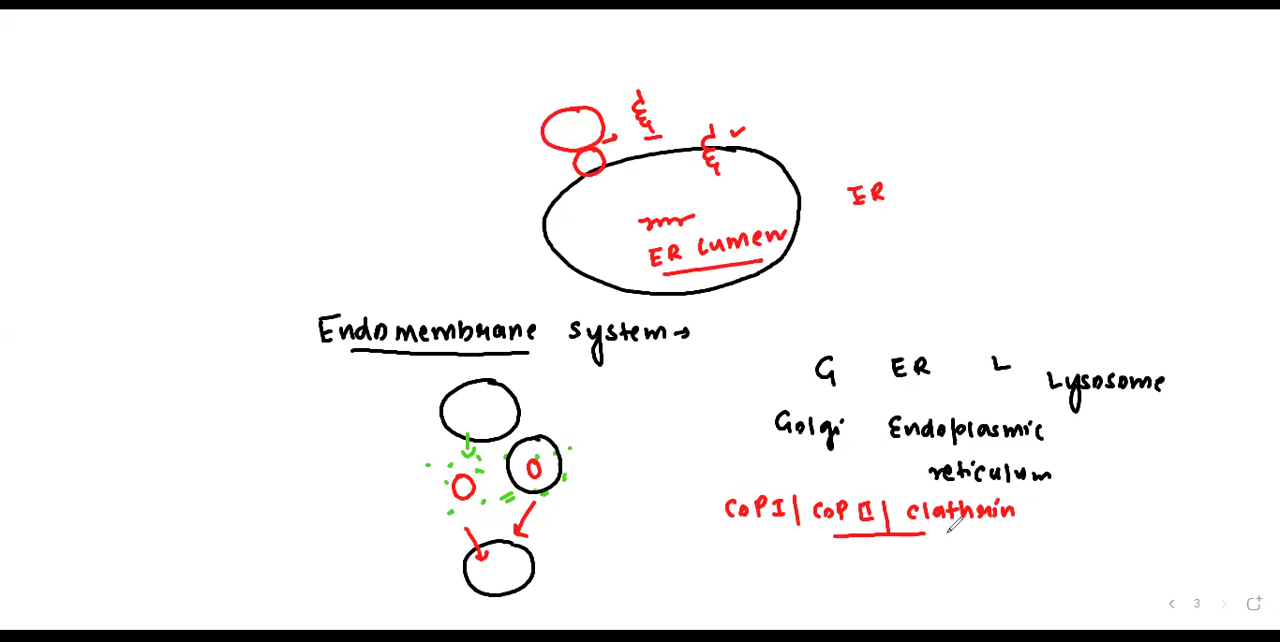 ER
ER Lumen
Endomembrane system →
G ER L Lysosome
Golgi Endoplasmic
reticulum
COPI | COPII | clathrin
3